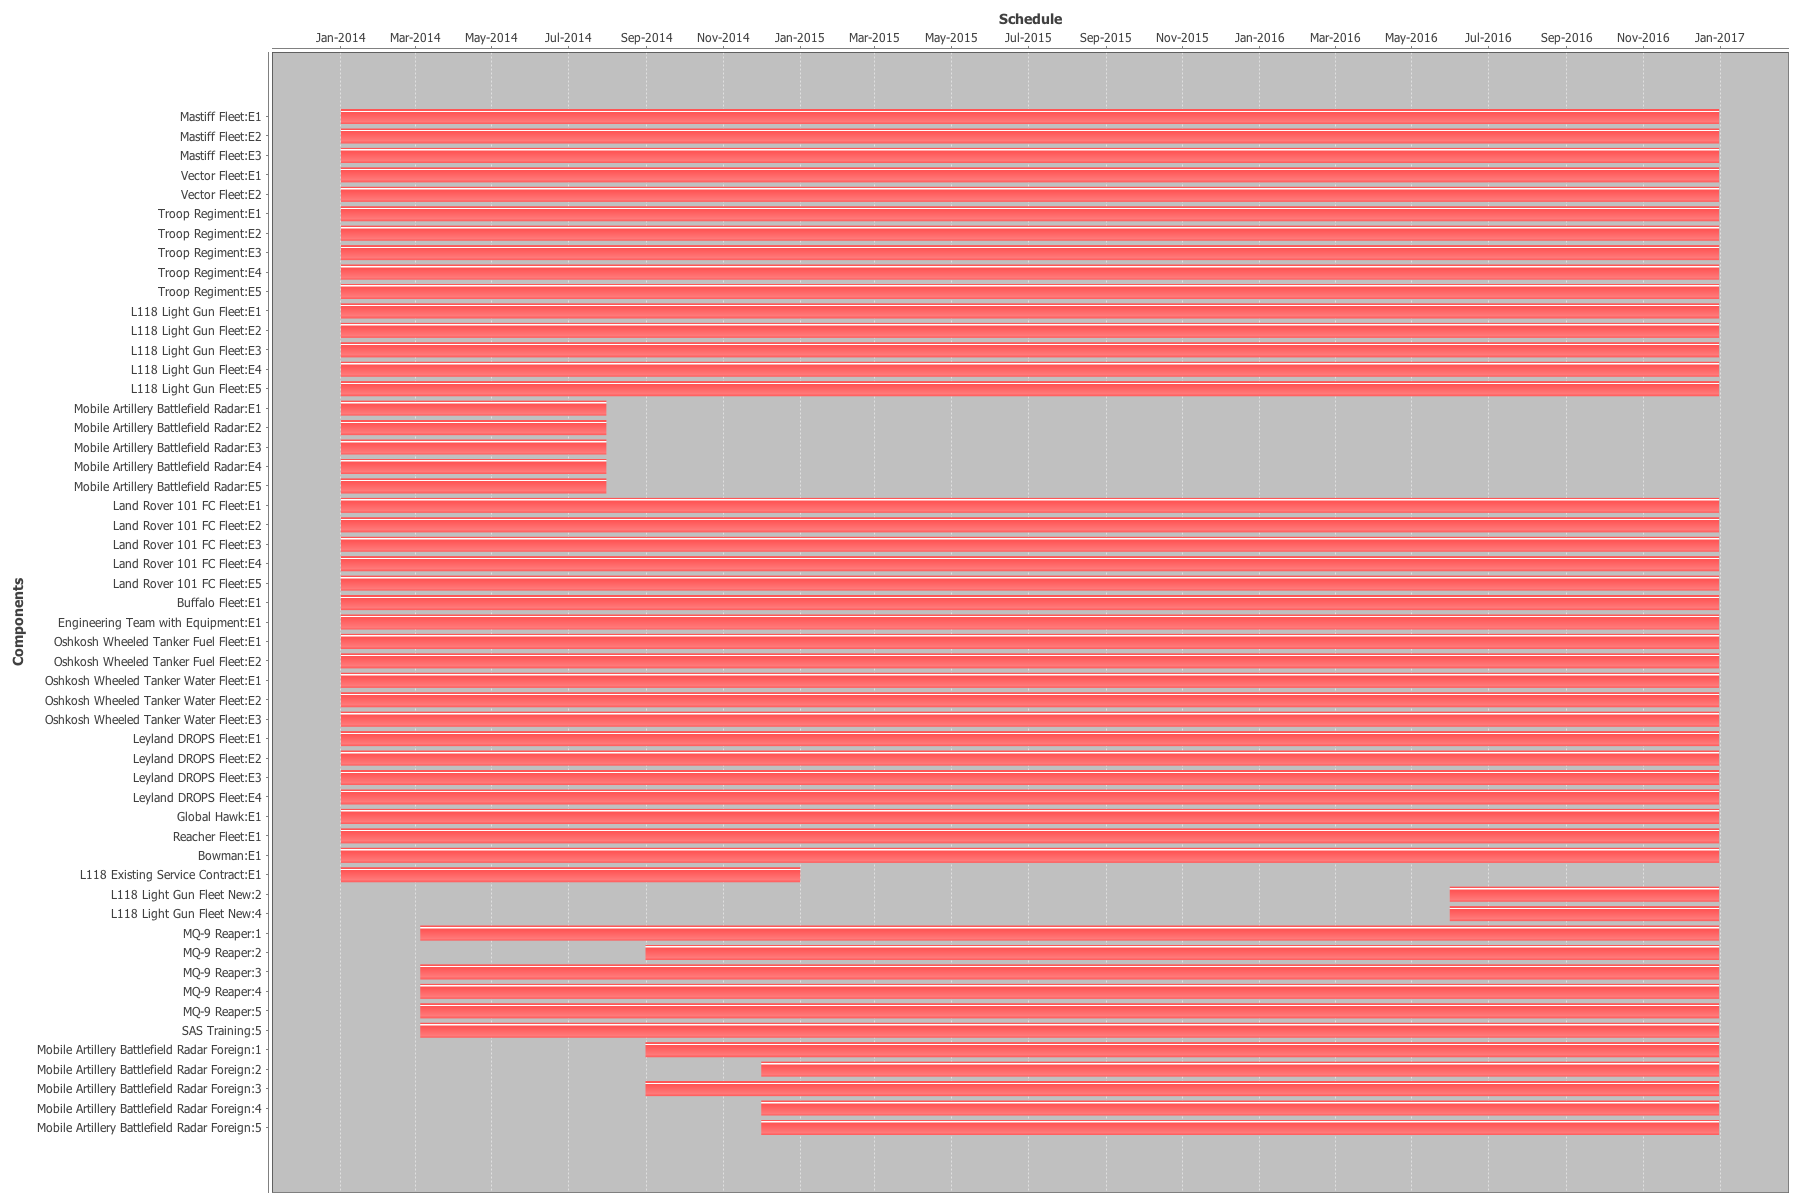 Schedule
Jan-2014 Mar-2014 May-2014 Jul-2014 Sep-2014 Nov-2014 Jan-2015 Mar-2015 May-2015 Jul-2015 Sep-2015 Nov-2015 Jan-2016 Mar-2016 May-2016 Jul-2016 Sep-2016 Nov-2016 Jan-2017
Components
Mastiff Fleet:E1
Mastiff Fleet:E2
Mastiff Fleet:E3
Vector Fleet:E1
Vector Fleet:E2
Troop Regiment:E1
Troop Regiment:E2
Troop Regiment:E3
Troop Regiment:E4
Troop Regiment:E5
L118 Light Gun Fleet:E1
L118 Light Gun Fleet:E2
L118 Light Gun Fleet:E3
L118 Light Gun Fleet:E4
L118 Light Gun Fleet:E5
Mobile Artillery Battlefield Radar:E1
Mobile Artillery Battlefield Radar:E2
Mobile Artillery Battlefield Radar:E3
Mobile Artillery Battlefield Radar:E4
Mobile Artillery Battlefield Radar:E5
Land Rover 101 FC Fleet:E1
Land Rover 101 FC Fleet:E2
Land Rover 101 FC Fleet:E3
Land Rover 101 FC Fleet:E4
Land Rover 101 FC Fleet:E5
Buffalo Fleet:E1
Engineering Team with Equipment:E1
Oshkosh Wheeled Tanker Fuel Fleet:E1
Oshkosh Wheeled Tanker Fuel Fleet:E2
Oshkosh Wheeled Tanker Water Fleet:E1
Oshkosh Wheeled Tanker Water Fleet:E2
Oshkosh Wheeled Tanker Water Fleet:E3
Leyland DROPS Fleet:E1
Leyland DROPS Fleet:E2
Leyland DROPS Fleet:E3
Leyland DROPS Fleet:E4
Global Hawk:E1
Reacher Fleet:E1
Bowman:E1
L118 Existing Service Contract:E1
L118 Light Gun Fleet New:2
L118 Light Gun Fleet New:4
MQ-9 Reaper:1
MQ-9 Reaper:2
MQ-9 Reaper:3
MQ-9 Reaper:4
MQ-9 Reaper:5
SAS Training:5
Mobile Artillery Battlefield Radar Foreign:1
Mobile Artillery Battlefield Radar Foreign:2
Mobile Artillery Battlefield Radar Foreign:3
Mobile Artillery Battlefield Radar Foreign:4
Mobile Artillery Battlefield Radar Foreign:5